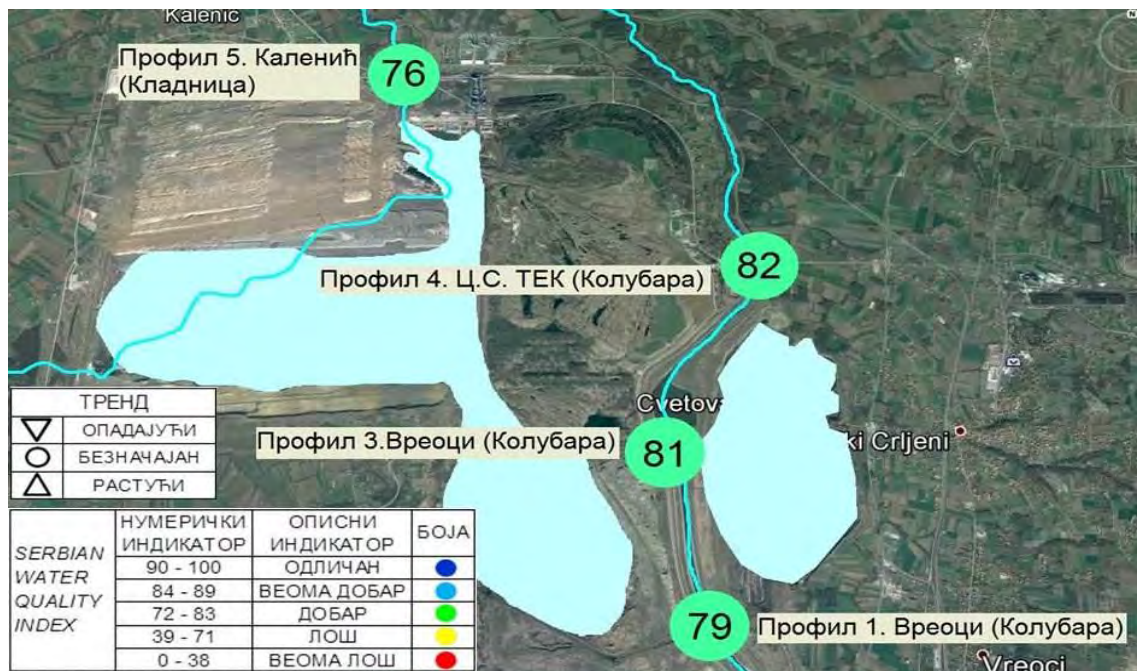 Kalenić
Профил 5. Каленић
(Кладница)
76
82
Профил 4. Ц.С. ТЕК (Колубара)
Cvetova
Профил 3.Вреоци (Колубара)
81
ki Crljeni
79
Профил 1. Вреоци (Колубара)
Vreoci
ТРЕНД
ОПАДАЈУЋИ
БЕЗНАЧАЈАН
РАСТУЋИ
SERBIAN
WATER
QUALITY
INDEX
НУМЕРИЧКИ
ИНДИКАТОР
ОПИСНИ
ИНДИКАТОР
БОЈА
90 - 100 ОДЛИЧАН
84 - 89 ВЕОМА ДОБАР
72 - 83 ДОБАР
39 - 71 ЛОШ
0 - 38 ВЕОМА ЛОШ